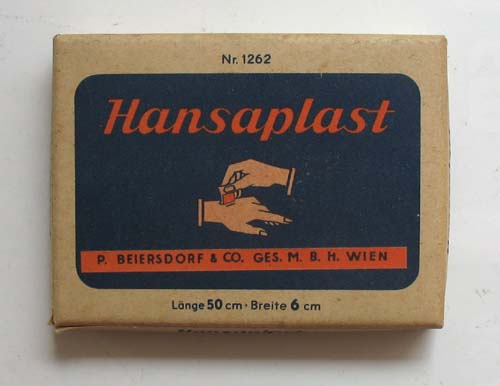 Nr. 1262
Hansaplast
P. BEIERSDORF & CO. GES. M. B. H. WIEN
Länge 50 cm · Breite 6 cm